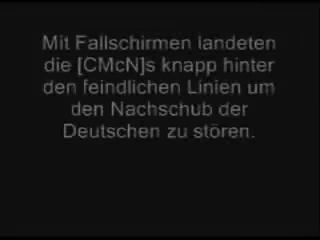 Mit Fallschirmen landeten
die [CMcN]s knapp hinter
den feindlichen Linien um
den Nachschub der
Deutschen zu stören.